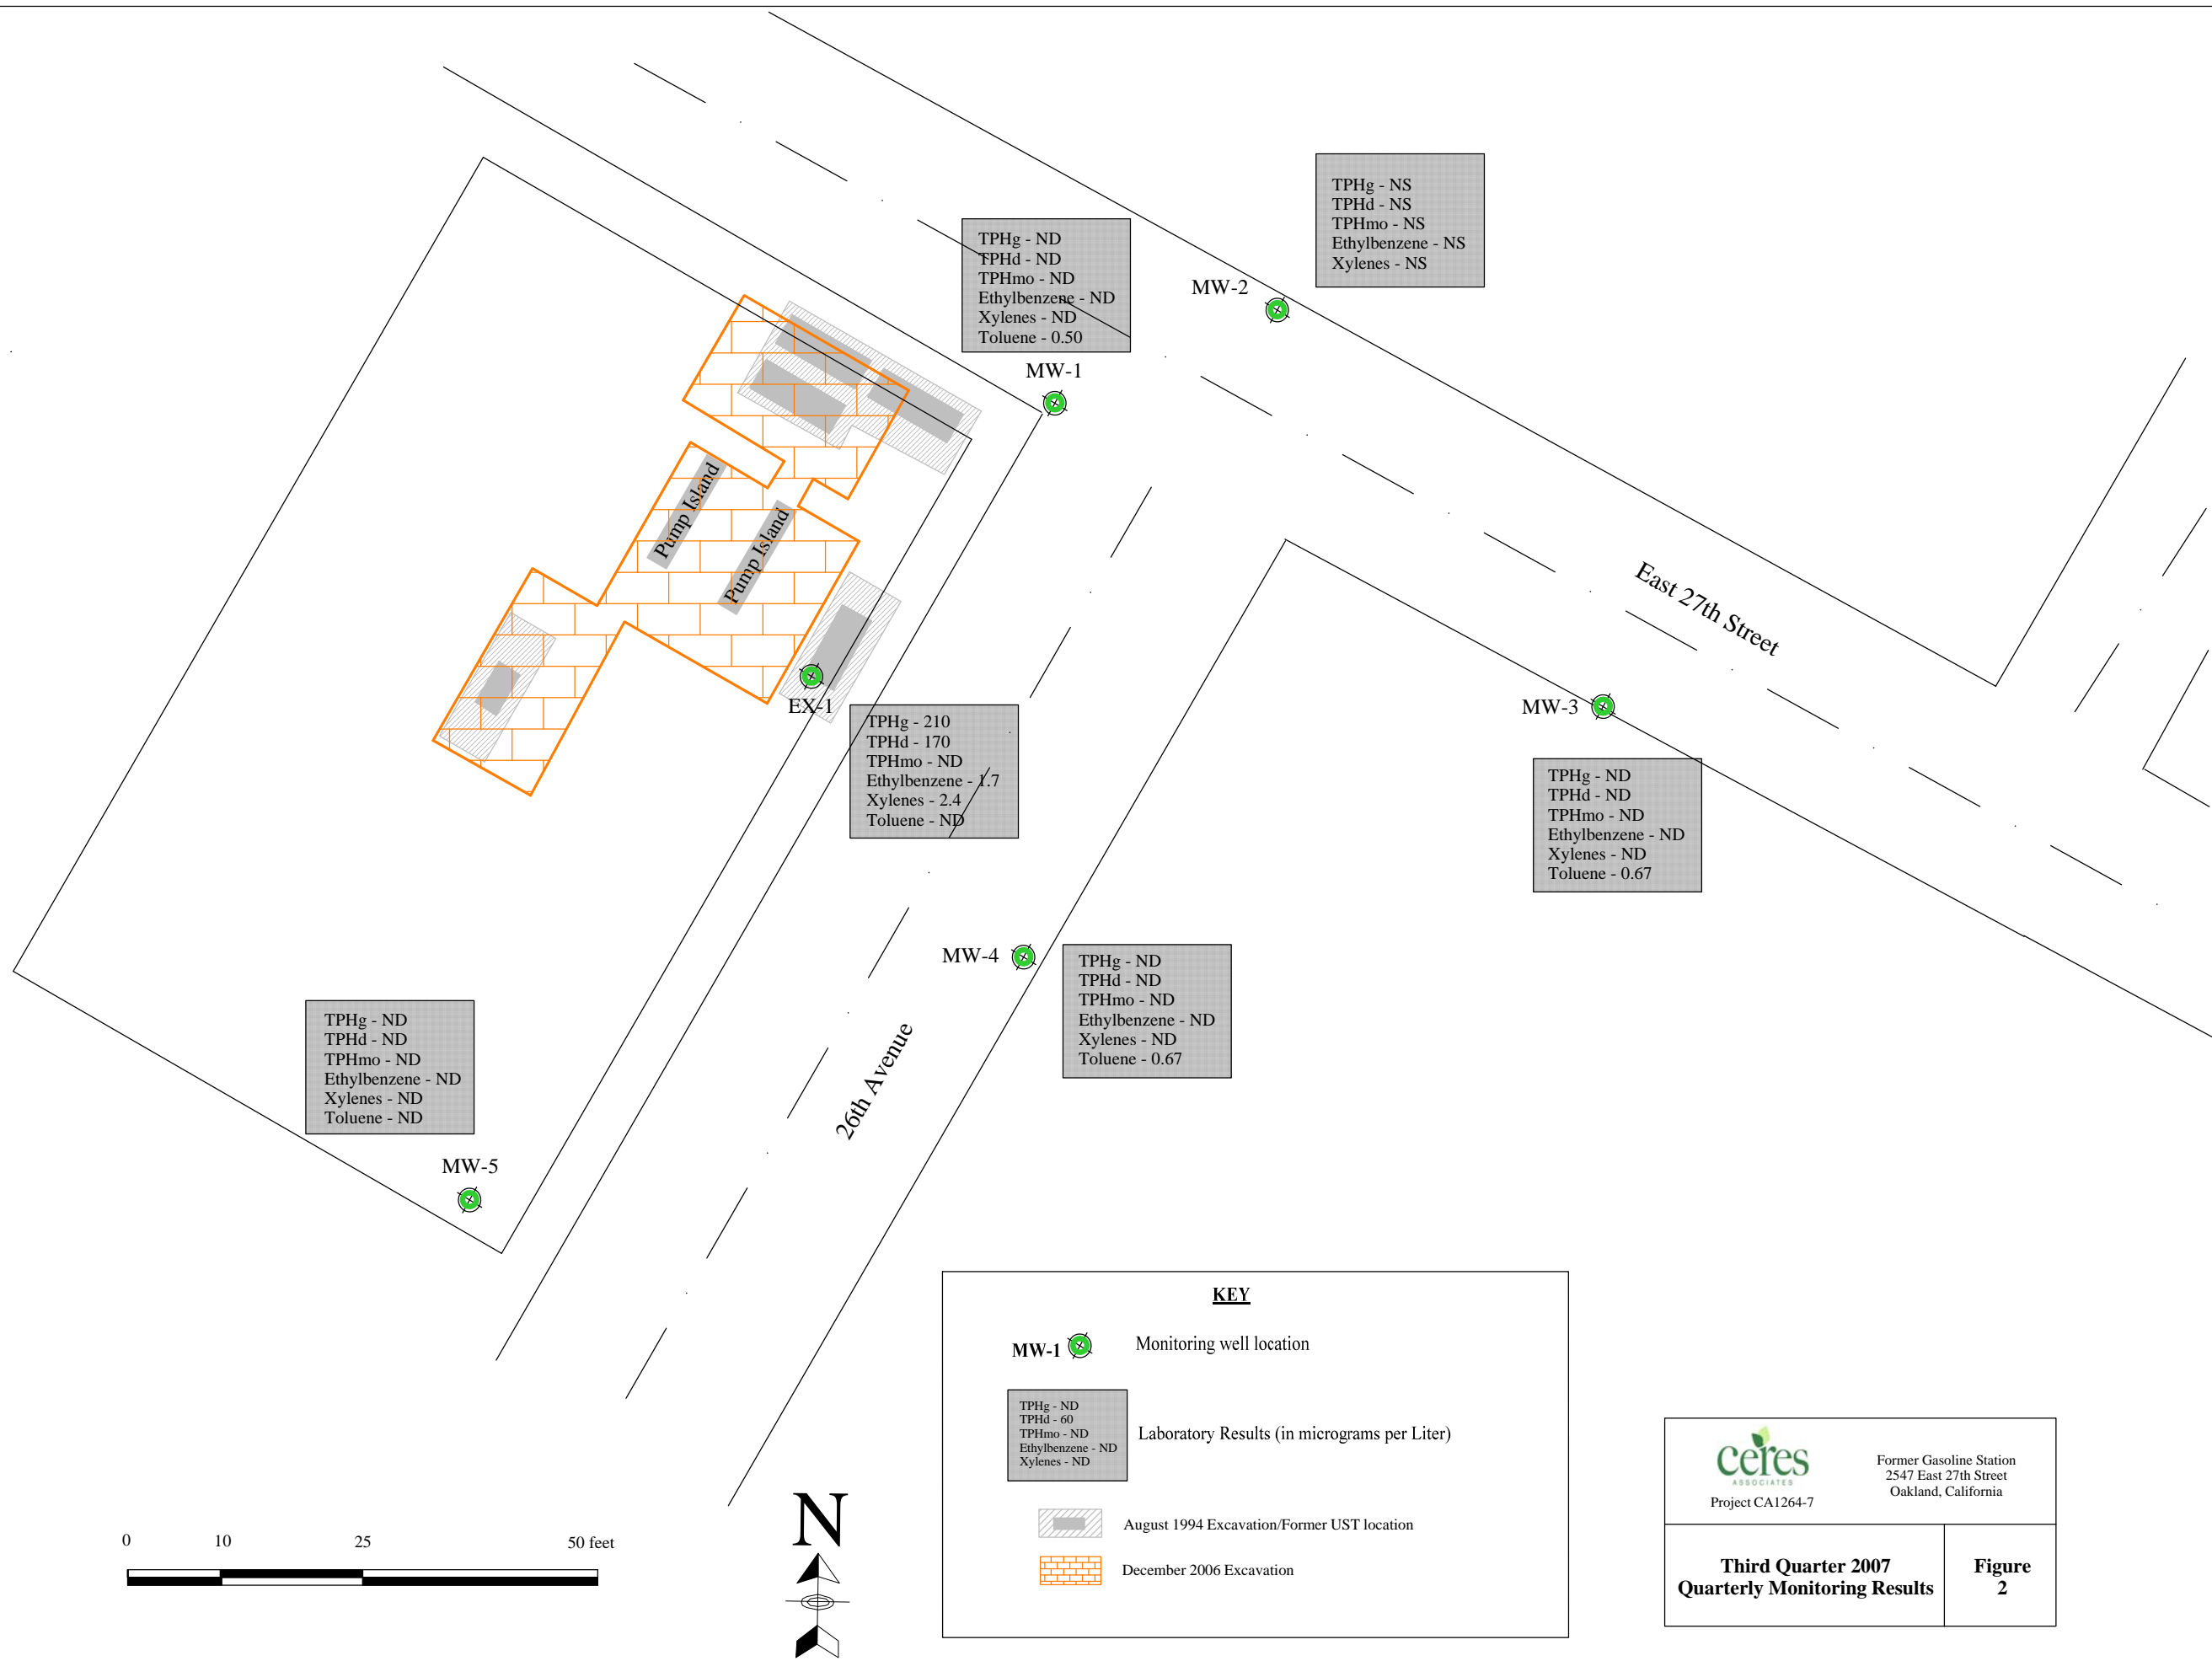 TPHg - NS
TPHd - NS
TPHmo - NS
Ethylbenzene - NS
Xylenes - NS
MW-2
TPHg - ND
TPHd - ND
TPHmo - ND
Ethylbenzene - ND
Xylenes - ND
Toluene - 0.50
MW-1
Pump Island
Pump Island
East 27th Street
EX-1
TPHg - 210
TPHd - 170
TPHmo - ND
Ethylbenzene - 1.7
Xylenes - 2.4
Toluene - ND
MW-3
TPHg - ND
TPHd - ND
TPHmo - ND
Ethylbenzene - ND
Xylenes - ND
Toluene - 0.67
MW-4
TPHg - ND
TPHd - ND
TPHmo - ND
Ethylbenzene - ND
Xylenes - ND
Toluene - 0.67
26th Avenue
TPHg - ND
TPHd - ND
TPHmo - ND
Ethylbenzene - ND
Xylenes - ND
Toluene - ND
MW-5
KEY
MW-1 Monitoring well location
TPHg - ND
TPHd - 60
TPHmo - ND
Ethylbenzene - ND
Xylenes - ND
Laboratory Results (in micrograms per Liter)
August 1994 Excavation/Former UST location
December 2006 Excavation
0 10 25 50 feet
N
ceres
ASSOCIATES
Project CA1264-7
Former Gasoline Station
2547 East 27th Street
Oakland, California
Third Quarter 2007
Quarterly Monitoring Results
Figure
2